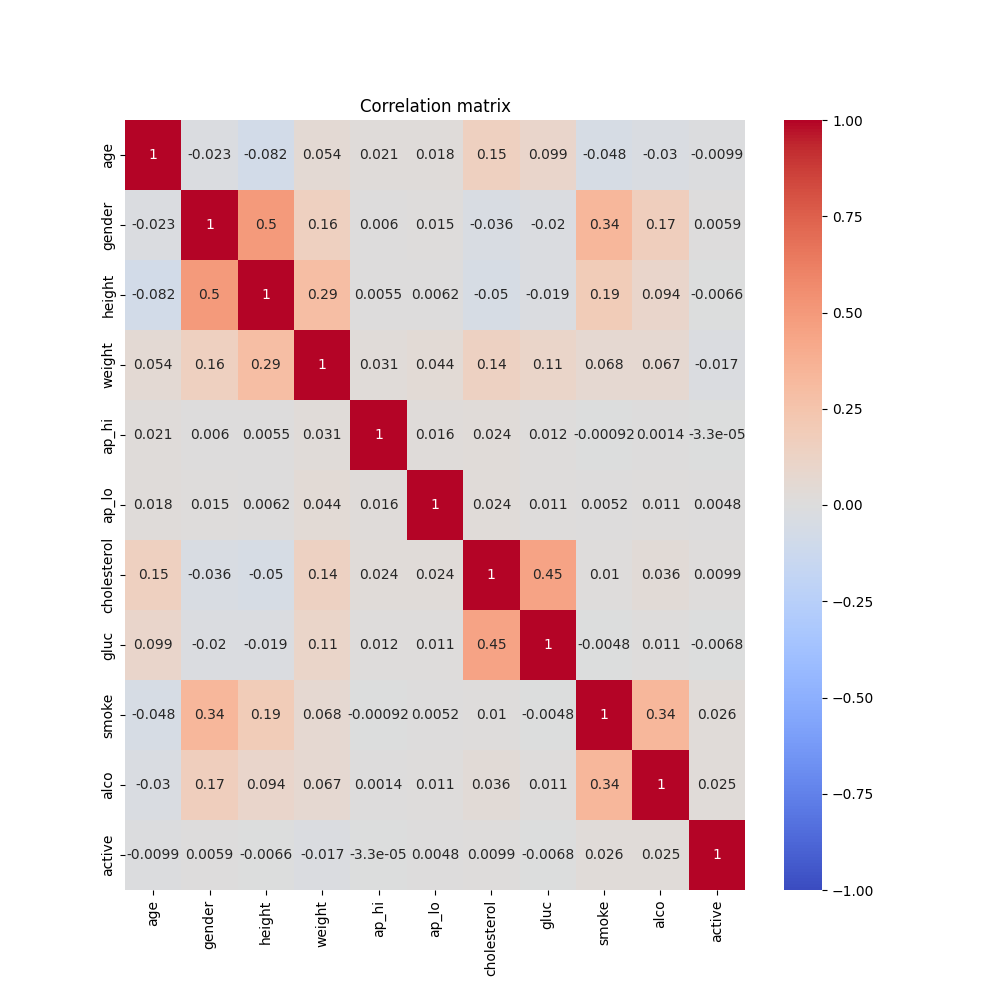 Correlation matrix
age 1 -0.023 -0.082 0.054 0.021 0.018 0.15 0.099 -0.048 -0.03 -0.0099
gender -0.023 1 0.5 0.16 0.006 0.015 -0.036 -0.02 0.34 0.17 0.0059
height -0.082 0.5 1 0.29 0.0055 0.0062 -0.05 -0.019 0.19 0.094 -0.0066
weight 0.054 0.16 0.29 1 0.031 0.044 0.14 0.11 0.068 0.067 -0.017
ap_hi 0.021 0.006 0.0055 0.031 1 0.016 0.024 0.012 -0.00092 0.0014 -3.3e-05
ap_lo 0.018 0.015 0.0062 0.044 0.016 1 0.024 0.011 0.0052 0.011 0.0048
cholesterol 0.15 -0.036 -0.05 0.14 0.024 0.024 1 0.45 0.01 0.036 0.0099
gluc 0.099 -0.02 -0.019 0.11 0.012 0.011 0.45 1 -0.0048 0.011 -0.0068
smoke -0.048 0.34 0.19 0.068 -0.00092 0.0052 0.01 -0.0048 1 0.34 0.026
alco -0.03 0.17 0.094 0.067 0.0014 0.011 0.036 0.011 0.34 1 0.025
active -0.0099 0.0059 -0.0066 -0.017 -3.3e-05 0.0048 0.0099 -0.0068 0.026 0.025 1
age gender height weight ap_hi ap_lo cholesterol gluc smoke alco active
1.00
0.75
0.50
0.25
0.00
−0.25
−0.50
−0.75
−1.00